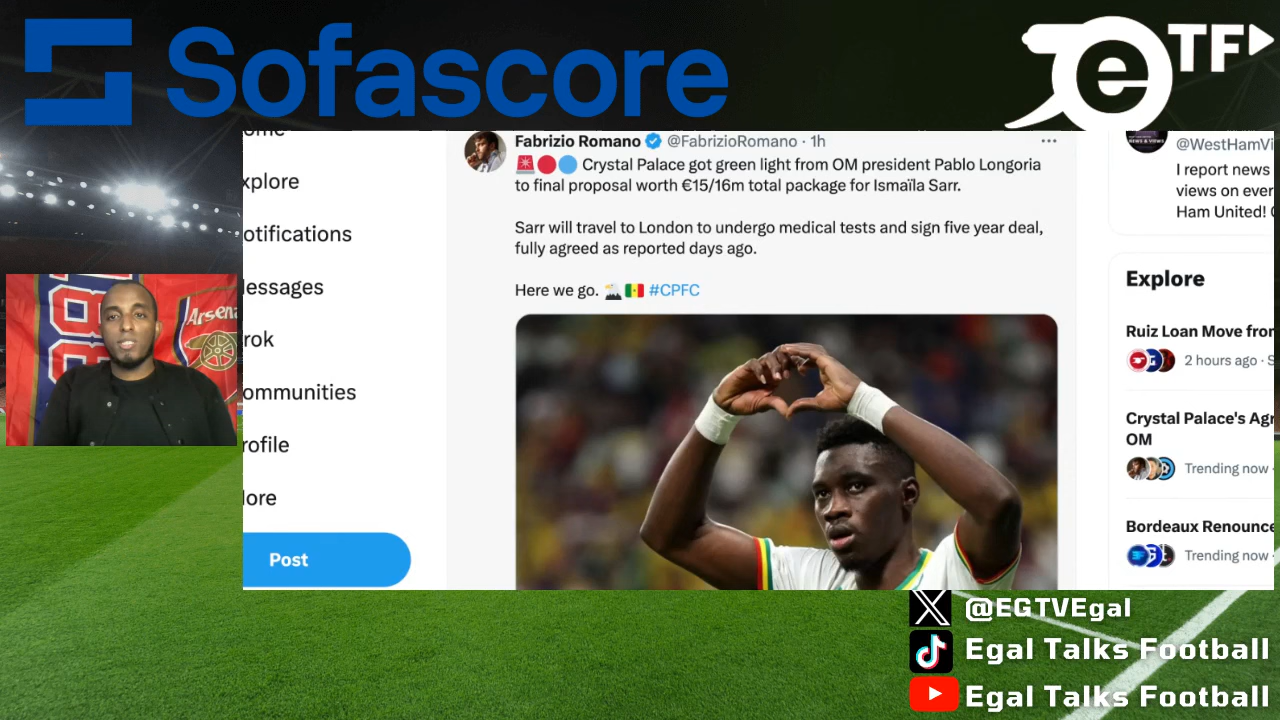 Sofascore
eTF
ome
xplore
otifications
essages
rok
ommunities
rofile
ore
Post
Fabrizio Romano @FabrizioRomano · 1h
Crystal Palace got green light from OM president Pablo Longoria
to final proposal worth €15/16m total package for Ismaïla Sarr.
Sarr will travel to London to undergo medical tests and sign five year deal,
fully agreed as reported days ago.
Here we go. #CPFC
@WestHamVi
I report news
views on ever
Ham United!
Explore
Ruiz Loan Move from
2 hours ago · S
Crystal Palace's Agr
OM
Trending now ·
Bordeaux Renounce
Trending now ·
Arsena
@EGTVEgal
Egal Talks Football
Egal Talks Football